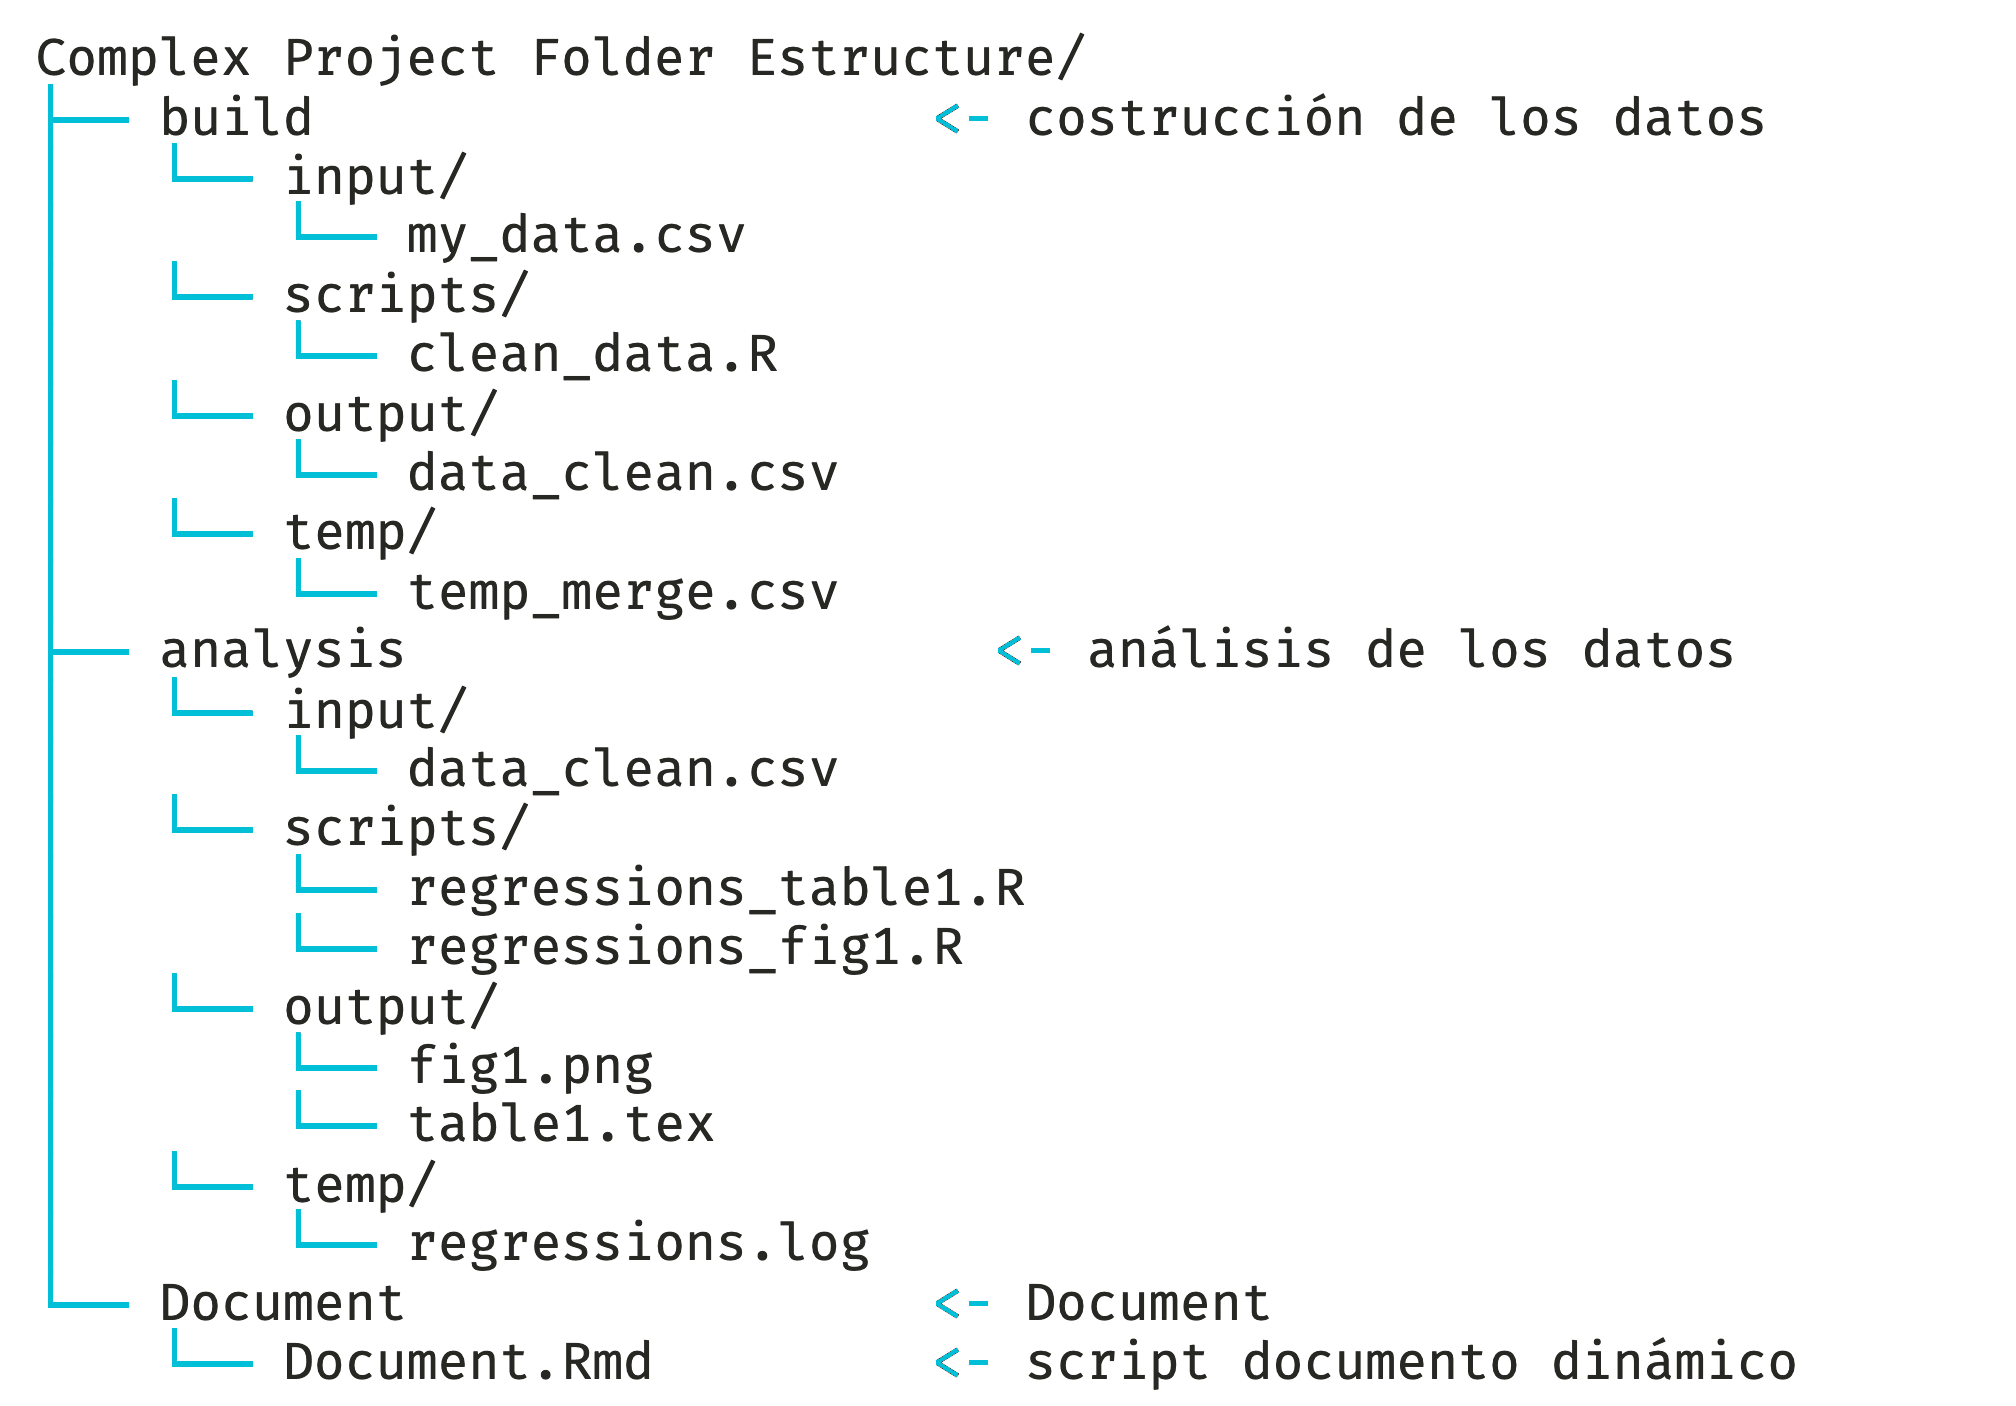 Complex Project Folder Estructure/
build <- costrucción de los datos
input/
my_data.csv
scripts/
clean_data.R
output/
data_clean.csv
temp/
temp_merge.csv
analysis <- análisis de los datos
input/
data_clean.csv
scripts/
regressions_table1.R
regressions_fig1.R
output/
fig1.png
table1.tex
temp/
regressions.log
Document <- Document
Document.Rmd <- script documento dinámico